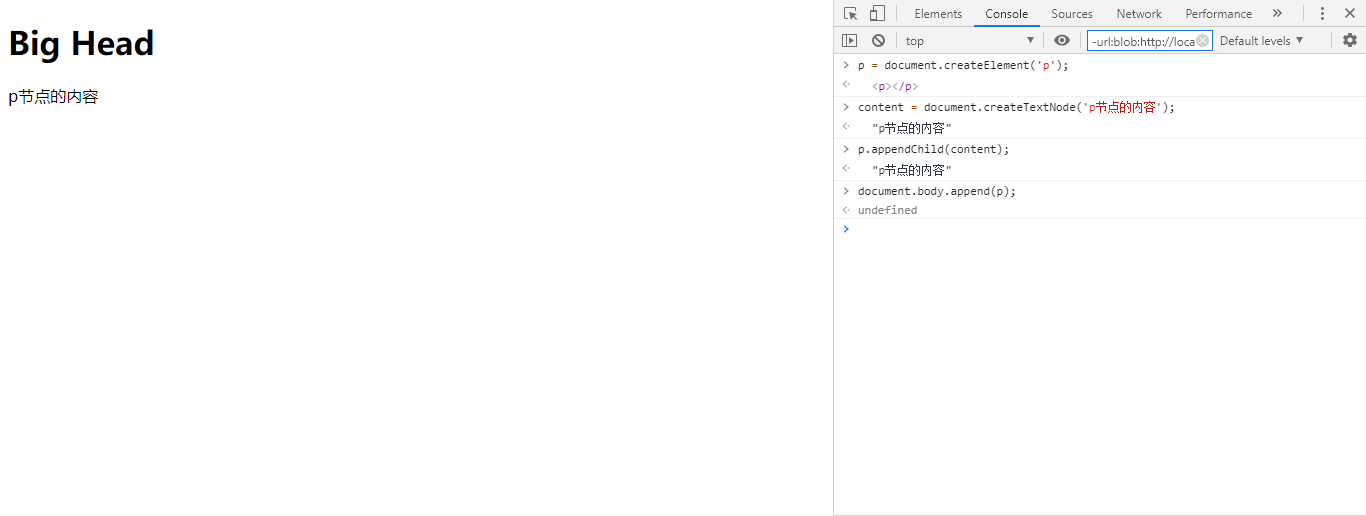 Big Head
p节点的内容
Elements Console Sources Network Performance »
top -url:blob:http://loca Default levels
> p = document.createElement('p');
<p></p>
> content = document.createTextNode('p节点的内容');
"p节点的内容"
> p.appendChild(content);
"p节点的内容"
> document.body.append(p);
undefined
>